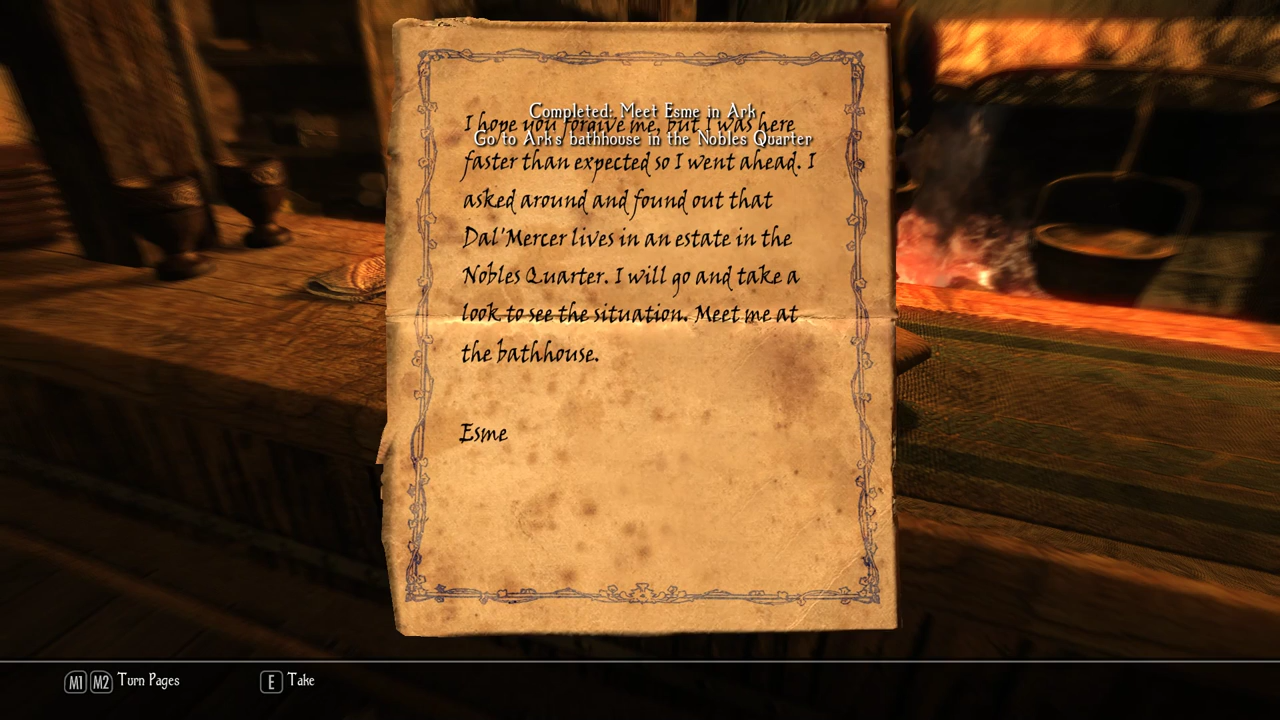 Completed: Meet Esme in Ark
I hope you forgive me, but I was here
Go to Ark's bathhouse in the Nobles Quarter
faster than expected so I went ahead. I
asked around and found out that
Dal'Mercer lives in an estate in the
Nobles Quarter. I will go and take a
look to see the situation. Meet me at
the bathhouse.
Esme
M1 M2 Turn Pages
E Take